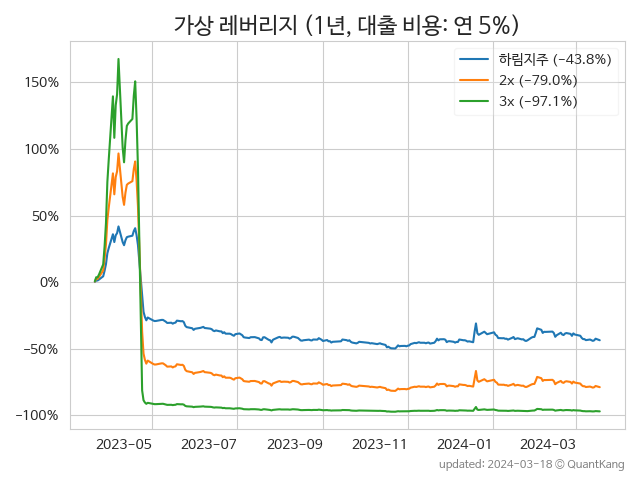 가상 레버리지 (1년, 대출 비용: 연 5%)
하림지주 (−43.8%)
2x (−79.0%)
3x (−97.1%)
150%
100%
50%
0%
−50%
−100%
2023-05
2023-07
2023-09
2023-11
2024-01
2024-03
updated: 2024-03-18 © QuantKang